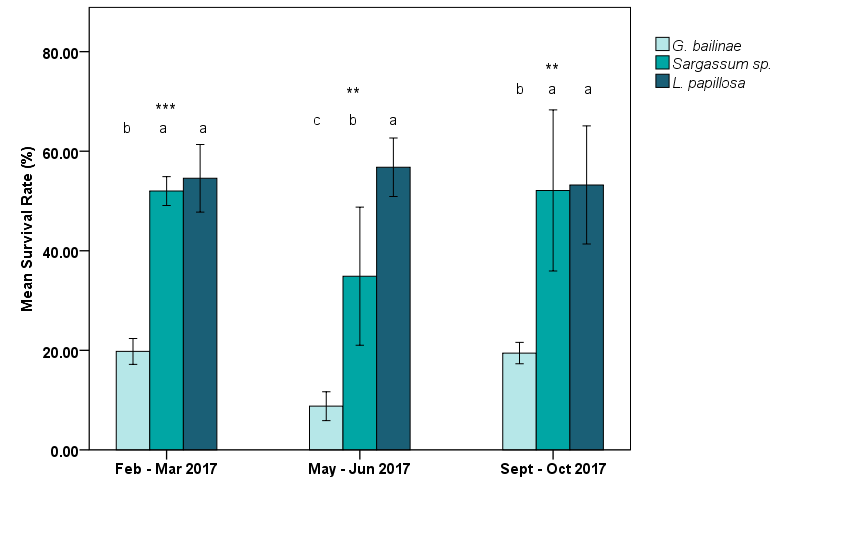 G. bailinae
Sargassum sp.
L. papillosa
80.00
60.00
40.00
20.00
0.00
Mean Survival Rate (%)
***
b a a
**
c b a
**
b a a
Feb - Mar 2017
May - Jun 2017
Sept - Oct 2017